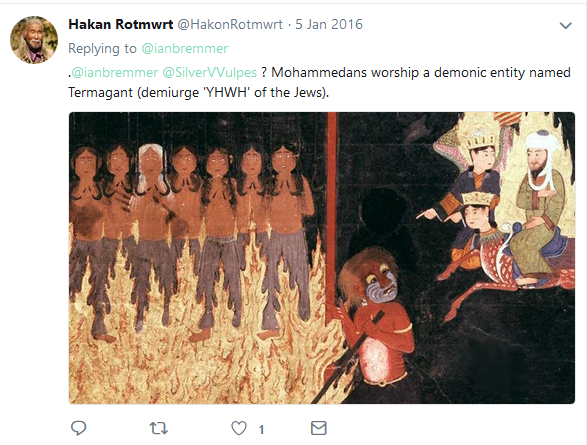 Hakan Rotmwrt @HakonRotmwrt · 5 Jan 2016
Replying to @ianbremmer
.@ianbremmer @SilverVVulpes ? Mohammedans worship a demonic entity named
Termagant (demiurge 'YHWH' of the Jews).
1